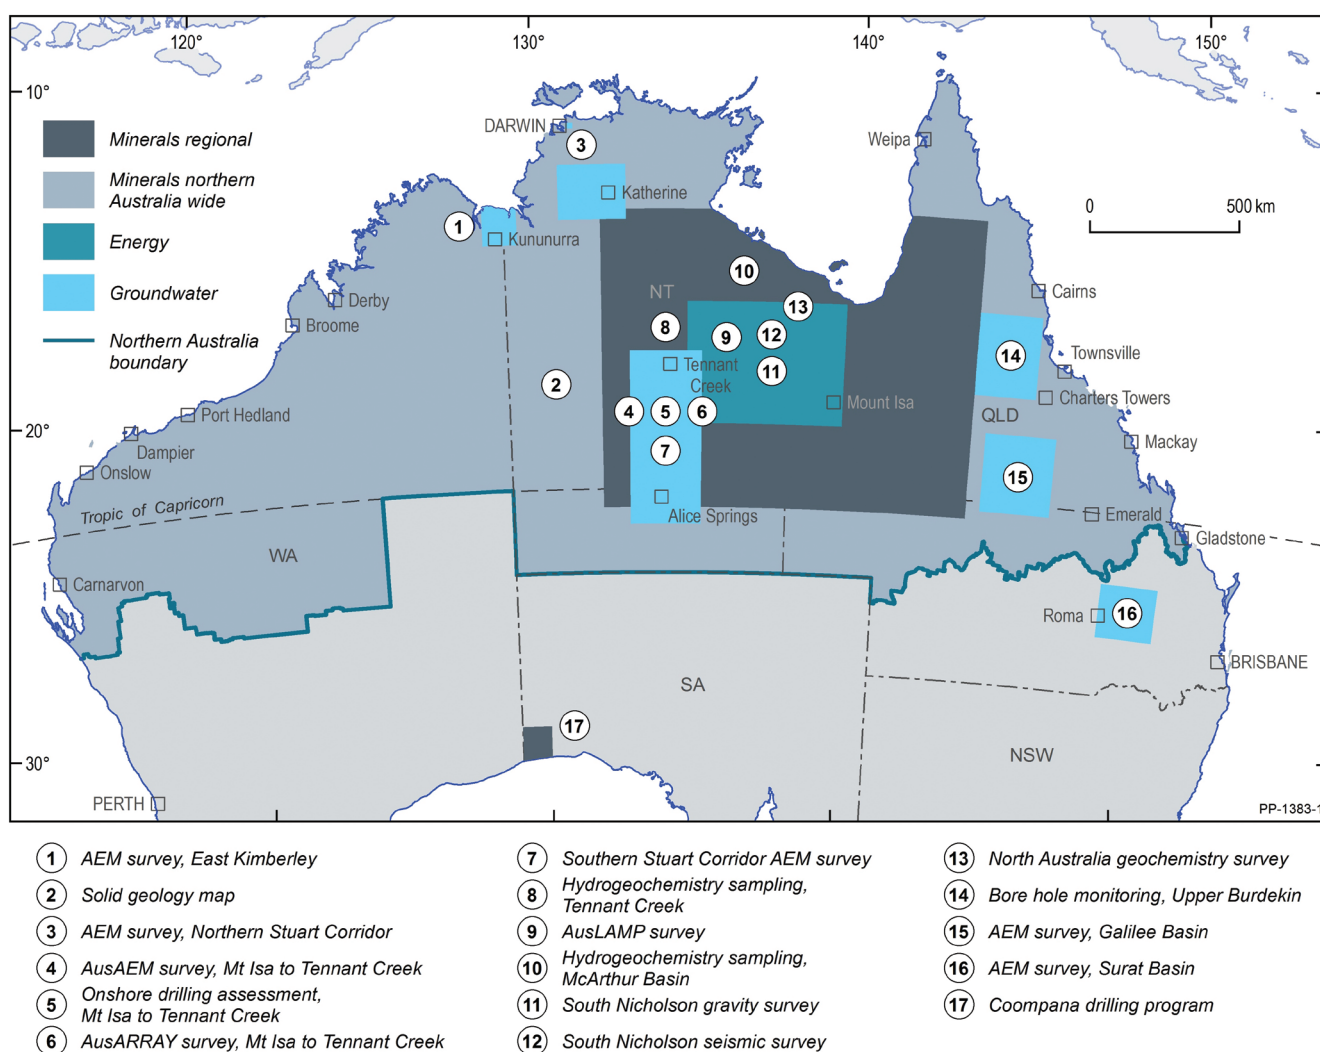 120°
130°
140°
150°
10°
20°
30°
Minerals regional
Minerals northern
Australia wide
Energy
Groundwater
Northern Australia
boundary
DARWIN
3
Katherine
1
Kununurra
Weipa
0
500 km
Derby
Broome
NT
10
13
8
9
12
11
Tennant
Creek
Cairns
Townsville
14
Charters Towers
2
4
5
6
Mount Isa
QLD
Port Hedland
Dampier
Onslow
7
Mackay
15
Tropic of Capricorn
Alice Springs
Emerald
Gladstone
WA
Carnarvon
Roma
16
BRISBANE
SA
17
NSW
PERTH
PP-1383-1
1 AEM survey, East Kimberley
2 Solid geology map
3 AEM survey, Northern Stuart Corridor
4 AusAEM survey, Mt Isa to Tennant Creek
5 Onshore drilling assessment,
Mt Isa to Tennant Creek
6 AusARRAY survey, Mt Isa to Tennant Creek
7 Southern Stuart Corridor AEM survey
8 Hydrogeochemistry sampling,
Tennant Creek
9 AusLAMP survey
10 Hydrogeochemistry sampling,
McArthur Basin
11 South Nicholson gravity survey
12 South Nicholson seismic survey
13 North Australia geochemistry survey
14 Bore hole monitoring, Upper Burdekin
15 AEM survey, Galilee Basin
16 AEM survey, Surat Basin
17 Coompana drilling program